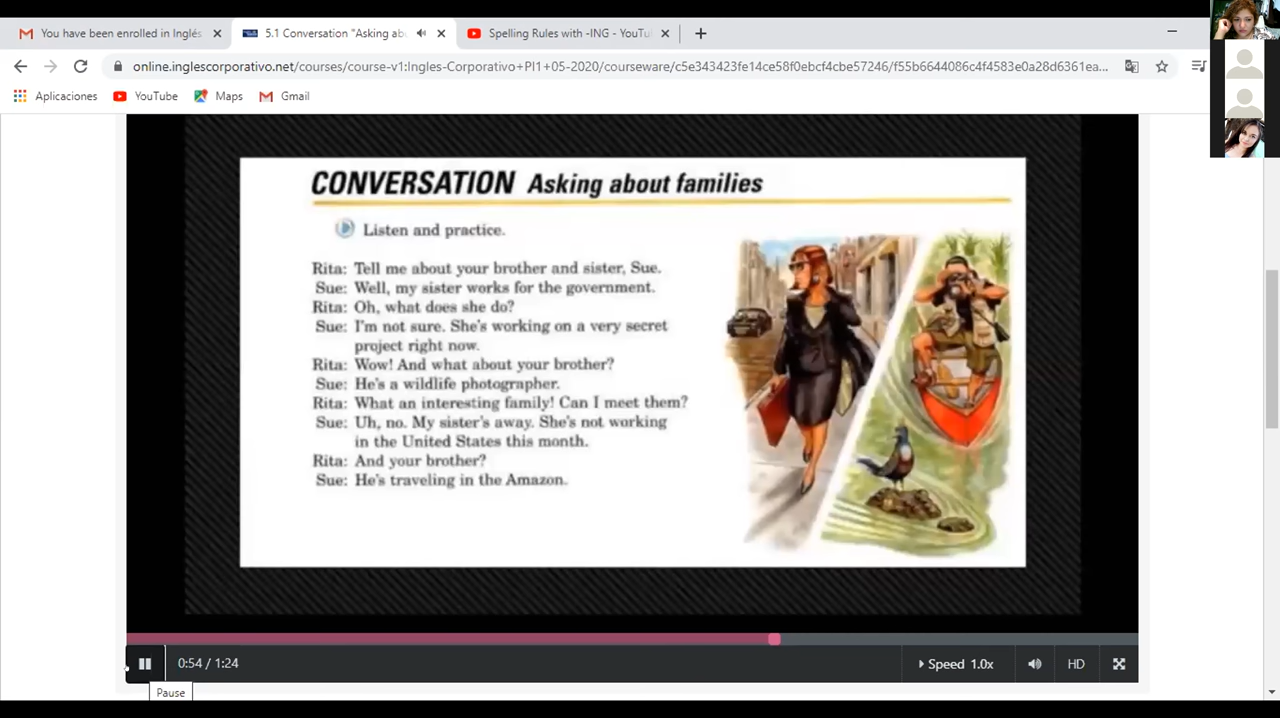 You have been enrolled in Inglés
5.1 Conversation "Asking ab
Spelling Rules with -ING - YouTu
online.inglescorporativo.net/courses/course-v1:Ingles-Corporativo+PI1+05-2020/courseware/c5e343423fe14ce58f0ebcf4cbe57246/f55b6644086c4f4583e0a28d6361ea...
Aplicaciones
YouTube
Maps
Gmail
CONVERSATION Asking about families
Listen and practice.
Rita: Tell me about your brother and sister, Sue.
Sue: Well, my sister works for the government.
Rita: Oh, what does she do?
Sue: I'm not sure. She's working on a very secret
project right now.
Rita: Wow! And what about your brother?
Sue: He's a wildlife photographer.
Rita: What an interesting family! Can I meet them?
Sue: Uh, no. My sister's away. She's not working
in the United States this month.
Rita: And your brother?
Sue: He's traveling in the Amazon.
0:54 / 1:24
Speed 1.0x
HD
Pause